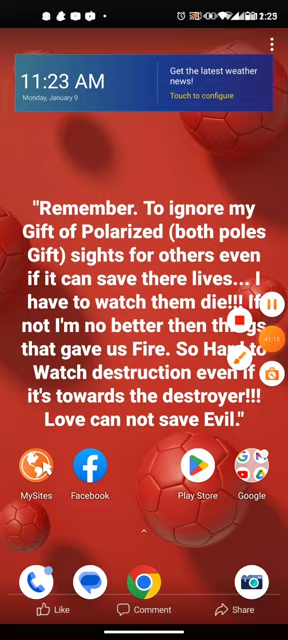 2:23
11:23 AM
Monday, January 9
Get the latest weather
news!
Touch to configure
"Remember. To ignore my
Gift of Polarized (both poles
Gift) sights for others even
if it can save there lives... I
have to watch them die!!! If
not I'm no better then things
that gave us Fire. So Hard to
Watch destruction even if
it's towards the destroyer!!!
Love can not save Evil."
MySites
Facebook
Play Store
Google
Like
Comment
Share